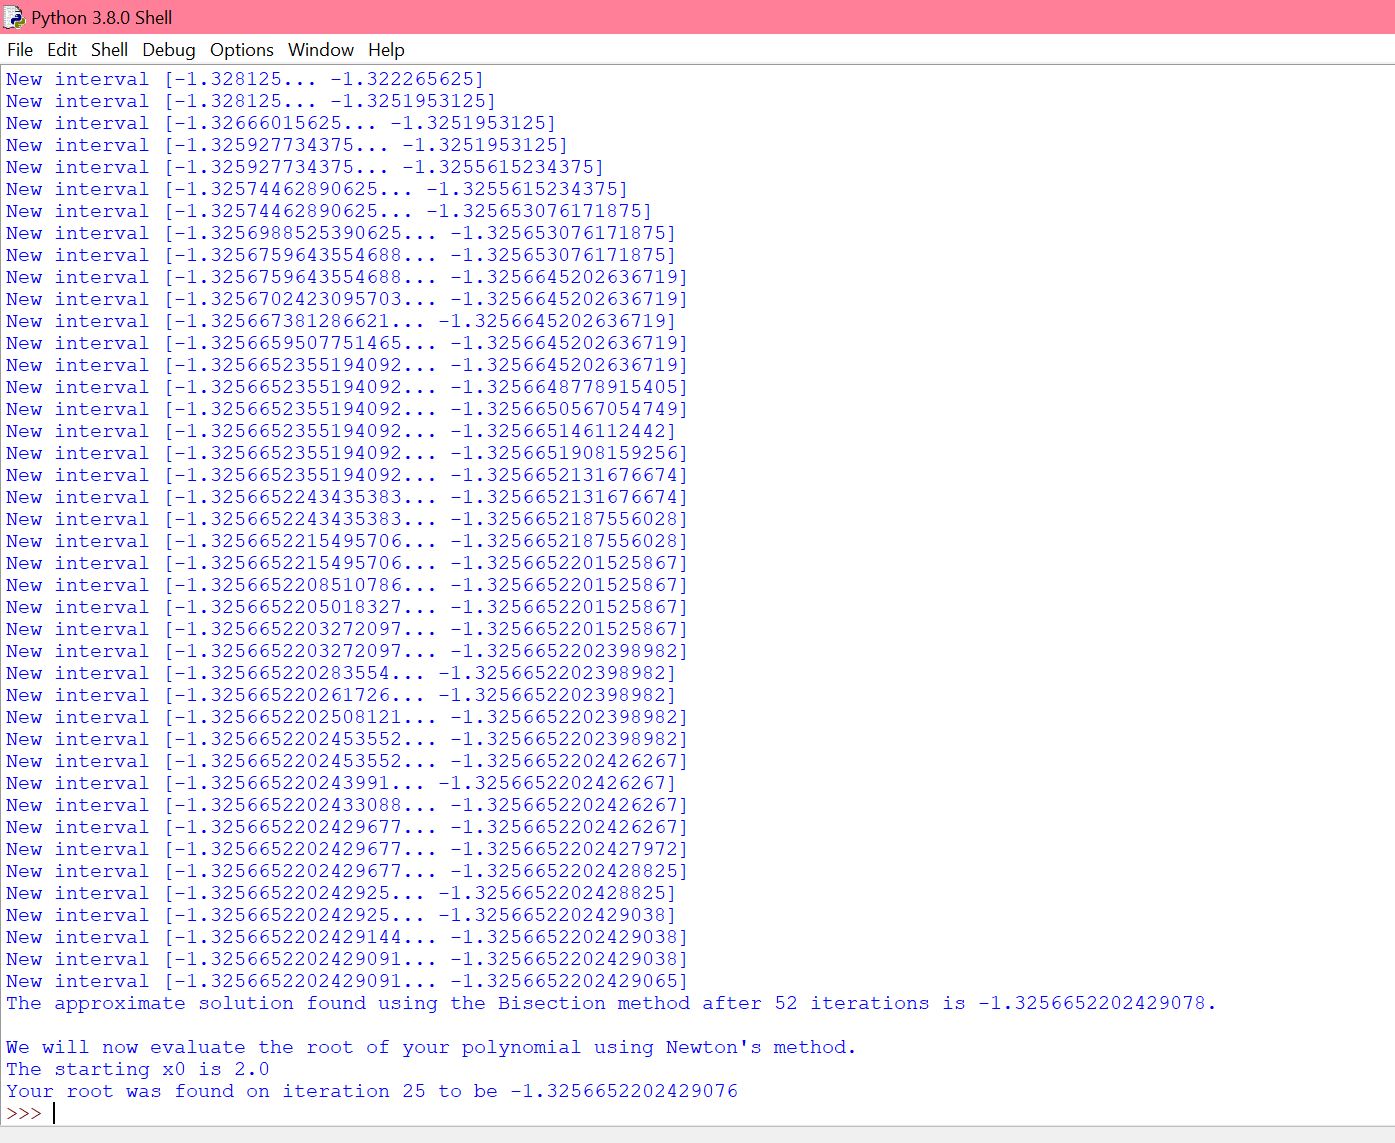 Python 3.8.0 Shell
File Edit Shell Debug Options Window Help
New interval [-1.328125... -1.322265625]
New interval [-1.328125... -1.3251953125]
New interval [-1.32666015625... -1.3251953125]
New interval [-1.325927734375... -1.3251953125]
New interval [-1.325927734375... -1.3255615234375]
New interval [-1.32574462890625... -1.3255615234375]
New interval [-1.32574462890625... -1.325653076171875]
New interval [-1.3256988525390625... -1.325653076171875]
New interval [-1.3256759643554688... -1.325653076171875]
New interval [-1.3256759643554688... -1.3256645202636719]
New interval [-1.3256702423095703... -1.3256645202636719]
New interval [-1.325667381286621... -1.3256645202636719]
New interval [-1.3256659507751465... -1.3256645202636719]
New interval [-1.3256652355194092... -1.3256645202636719]
New interval [-1.3256652355194092... -1.3256648778915405]
New interval [-1.3256652355194092... -1.3256650567054749]
New interval [-1.3256652355194092... -1.325665146112442]
New interval [-1.3256652355194092... -1.3256651908159256]
New interval [-1.3256652355194092... -1.3256652131676674]
New interval [-1.3256652243435383... -1.3256652131676674]
New interval [-1.3256652243435383... -1.3256652187556028]
New interval [-1.3256652215495706... -1.3256652187556028]
New interval [-1.3256652215495706... -1.3256652201525867]
New interval [-1.3256652208510786... -1.3256652201525867]
New interval [-1.3256652205018327... -1.3256652201525867]
New interval [-1.3256652203272097... -1.3256652201525867]
New interval [-1.3256652203272097... -1.3256652202398982]
New interval [-1.325665220283554... -1.3256652202398982]
New interval [-1.325665220261726... -1.3256652202398982]
New interval [-1.3256652202508121... -1.3256652202398982]
New interval [-1.3256652202453552... -1.3256652202398982]
New interval [-1.3256652202453552... -1.3256652202426267]
New interval [-1.325665220243991... -1.3256652202426267]
New interval [-1.3256652202433088... -1.3256652202426267]
New interval [-1.3256652202429677... -1.3256652202426267]
New interval [-1.3256652202429677... -1.3256652202427972]
New interval [-1.3256652202429677... -1.3256652202428825]
New interval [-1.325665220242925... -1.3256652202428825]
New interval [-1.325665220242925... -1.3256652202429038]
New interval [-1.3256652202429144... -1.3256652202429038]
New interval [-1.3256652202429091... -1.3256652202429038]
New interval [-1.3256652202429091... -1.3256652202429065]
The approximate solution found using the Bisection method after 52 iterations is -1.3256652202429078.
We will now evaluate the root of your polynomial using Newton's method.
The starting x0 is 2.0
Your root was found on iteration 25 to be -1.3256652202429076
>>>